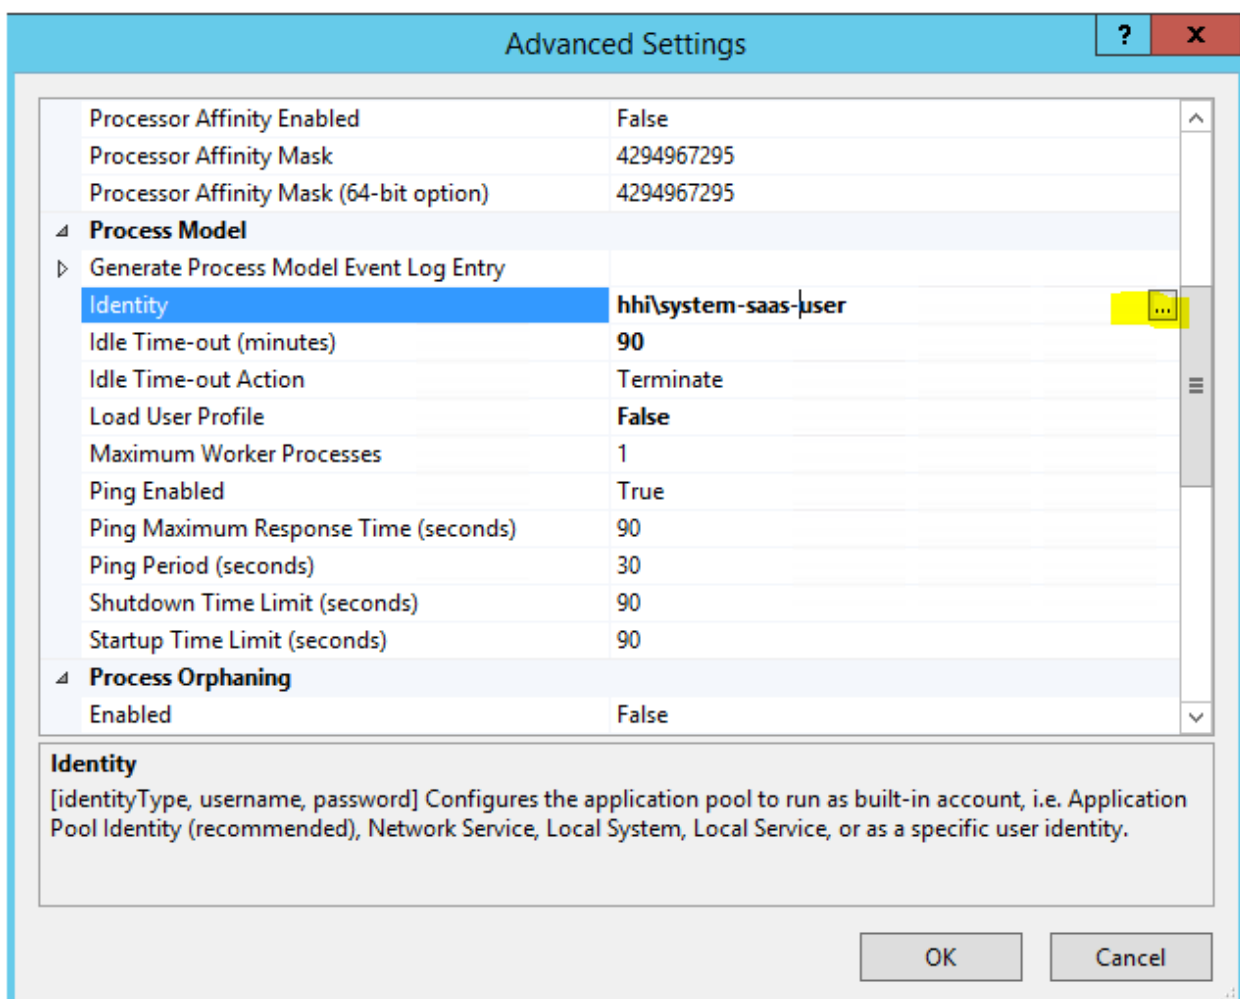 Advanced Settings
?
x
Processor Affinity Enabled False
Processor Affinity Mask 4294967295
Processor Affinity Mask (64-bit option) 4294967295
Process Model
Generate Process Model Event Log Entry
Identity hhi\system-saas-user ...
Idle Time-out (minutes) 90
Idle Time-out Action Terminate
Load User Profile False
Maximum Worker Processes 1
Ping Enabled True
Ping Maximum Response Time (seconds) 90
Ping Period (seconds) 30
Shutdown Time Limit (seconds) 90
Startup Time Limit (seconds) 90
Process Orphaning
Enabled False
Identity
[identityType, username, password] Configures the application pool to run as built-in account, i.e. Application
Pool Identity (recommended), Network Service, Local System, Local Service, or as a specific user identity.
OK Cancel